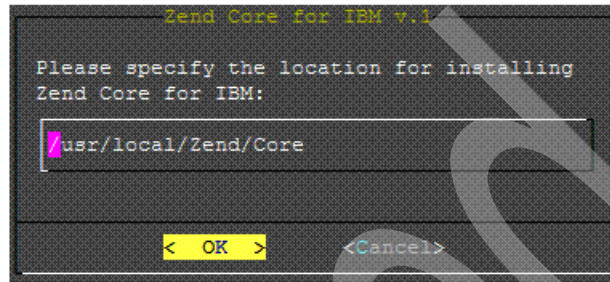 Zend Core for IBM v.1
Please specify the location for installing
Zend Core for IBM:
/usr/local/Zend/Core
< OK > <Cancel>